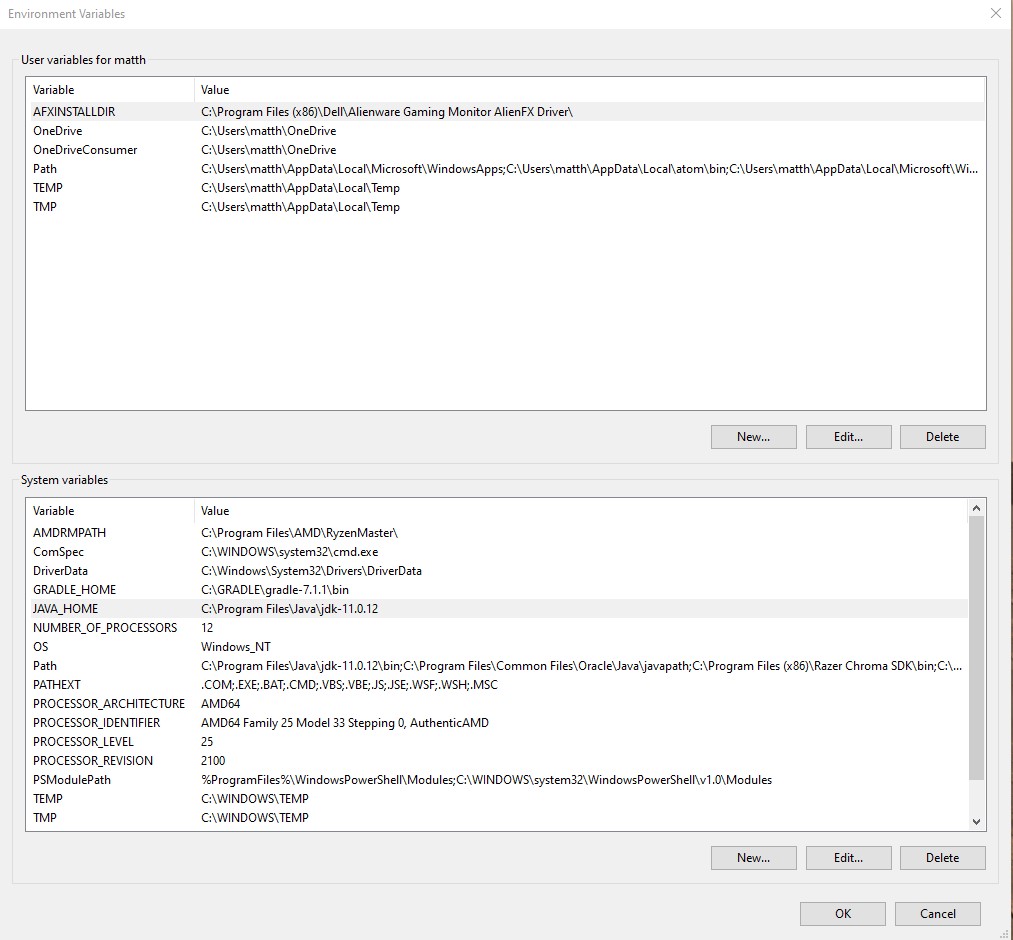 Environment Variables
User variables for matth
Variable Value
AFXINSTALLDIR C:\Program Files (x86)\Dell\Alienware Gaming Monitor AlienFX Driver\
OneDrive C:\Users\matth\OneDrive
OneDriveConsumer C:\Users\matth\OneDrive
Path C:\Users\matth\AppData\Local\Microsoft\WindowsApps;C:\Users\matth\AppData\Local\atom\bin;C:\Users\matth\AppData\Local\Microsoft\Wi...
TEMP C:\Users\matth\AppData\Local\Temp
TMP C:\Users\matth\AppData\Local\Temp
New... Edit... Delete
System variables
Variable Value
AMDRMPATH C:\Program Files\AMD\RyzenMaster\
ComSpec C:\WINDOWS\system32\cmd.exe
DriverData C:\Windows\System32\Drivers\DriverData
GRADLE_HOME C:\GRADLE\gradle-7.1.1\bin
JAVA_HOME C:\Program Files\Java\jdk-11.0.12
NUMBER_OF_PROCESSORS 12
OS Windows_NT
Path C:\Program Files\Java\jdk-11.0.12\bin;C:\Program Files\Common Files\Oracle\Java\javapath;C:\Program Files (x86)\Razer Chroma SDK\bin;C:\...
PATHEXT .COM;.EXE;.BAT;.CMD;.VBS;.VBE;.JS;.JSE;.WSF;.WSH;.MSC
PROCESSOR_ARCHITECTURE AMD64
PROCESSOR_IDENTIFIER AMD64 Family 25 Model 33 Stepping 0, AuthenticAMD
PROCESSOR_LEVEL 25
PROCESSOR_REVISION 2100
PSModulePath %ProgramFiles%\WindowsPowerShell\Modules;C:\WINDOWS\system32\WindowsPowerShell\v1.0\Modules
TEMP C:\WINDOWS\TEMP
TMP C:\WINDOWS\TEMP
New... Edit... Delete
OK Cancel